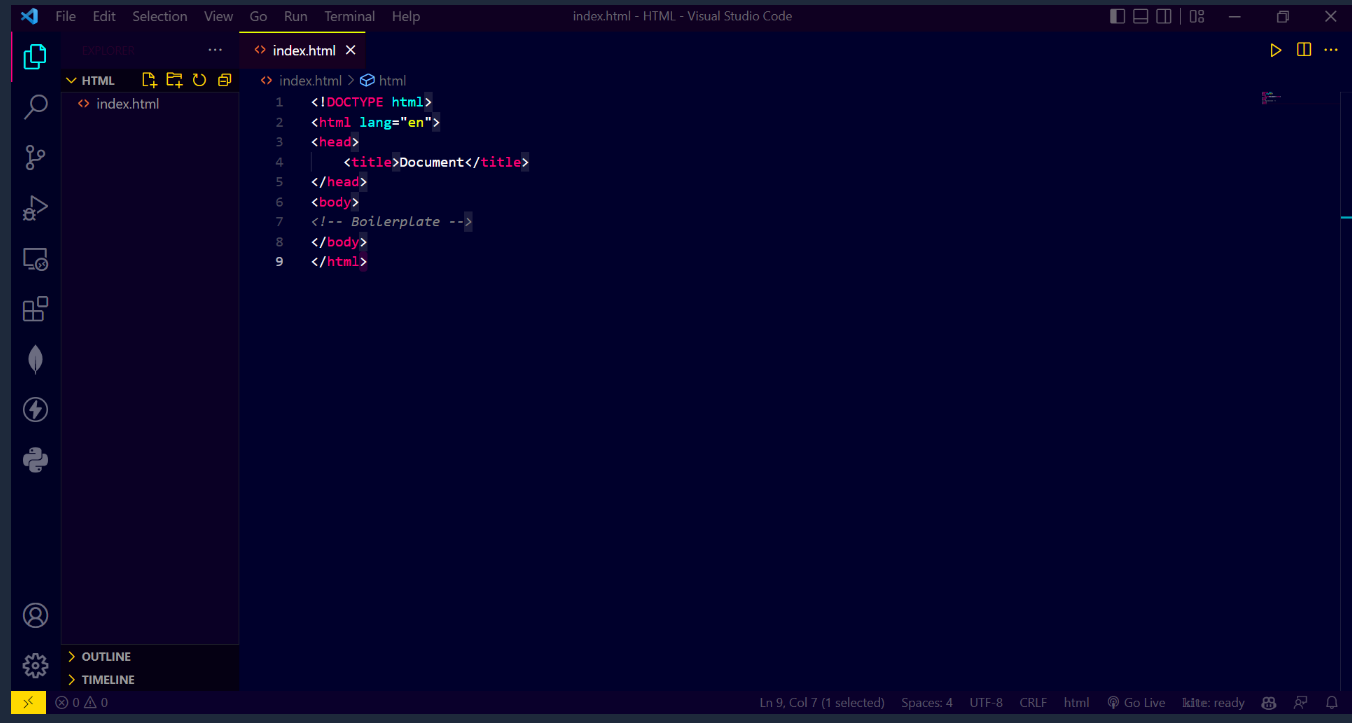 File Edit Selection View Go Run Terminal Help index.html - HTML - Visual Studio Code
EXPLORER
index.html
HTML
index.html > html
index.html
1 <!DOCTYPE html>
2 <html lang="en">
3 <head>
4 <title>Document</title>
5 </head>
6 <body>
7 <!-- Boilerplate -->
8 </body>
9 </html>
OUTLINE
TIMELINE
0 0 Ln 9, Col 7 (1 selected) Spaces: 4 UTF-8 CRLF html Go Live kite: ready